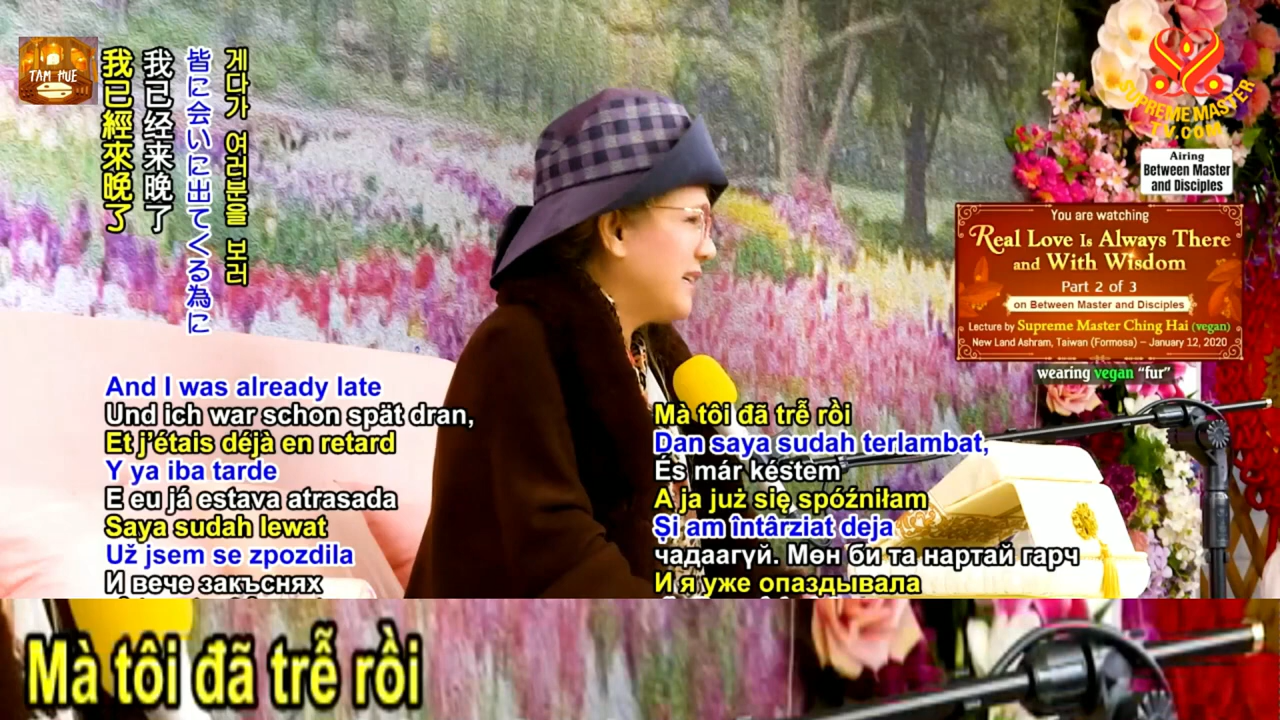 TAM HUE
我已經來晚了
我已经来晚了
皆に会いに出てくる為に
게다가 여러분을 보러
SUPREME MASTER
TV.COM
Airing
Between Master
and Disciples
You are watching
Real Love Is Always There
and With Wisdom
Part 2 of 3
on Between Master and Disciples
Lecture by Supreme Master Ching Hai (vegan)
New Land Ashram, Taiwan (Formosa) – January 12, 2020
wearing vegan “fur”
And I was already late
Und ich war schon spät dran,
Et j’étais déjà en retard
Y ya iba tarde
E eu já estava atrasada
Saya sudah lewat
Už jsem se zpozdila
И вече закъснях
Mà tôi đã trễ rồi
Dan saya sudah terlambat,
És már késtem
A ja już się spóźniłam
Și am întârziat deja
чадаагүй. Мөн би та нартай гарч
И я уже опаздывала
Mà tôi đã trễ rồi